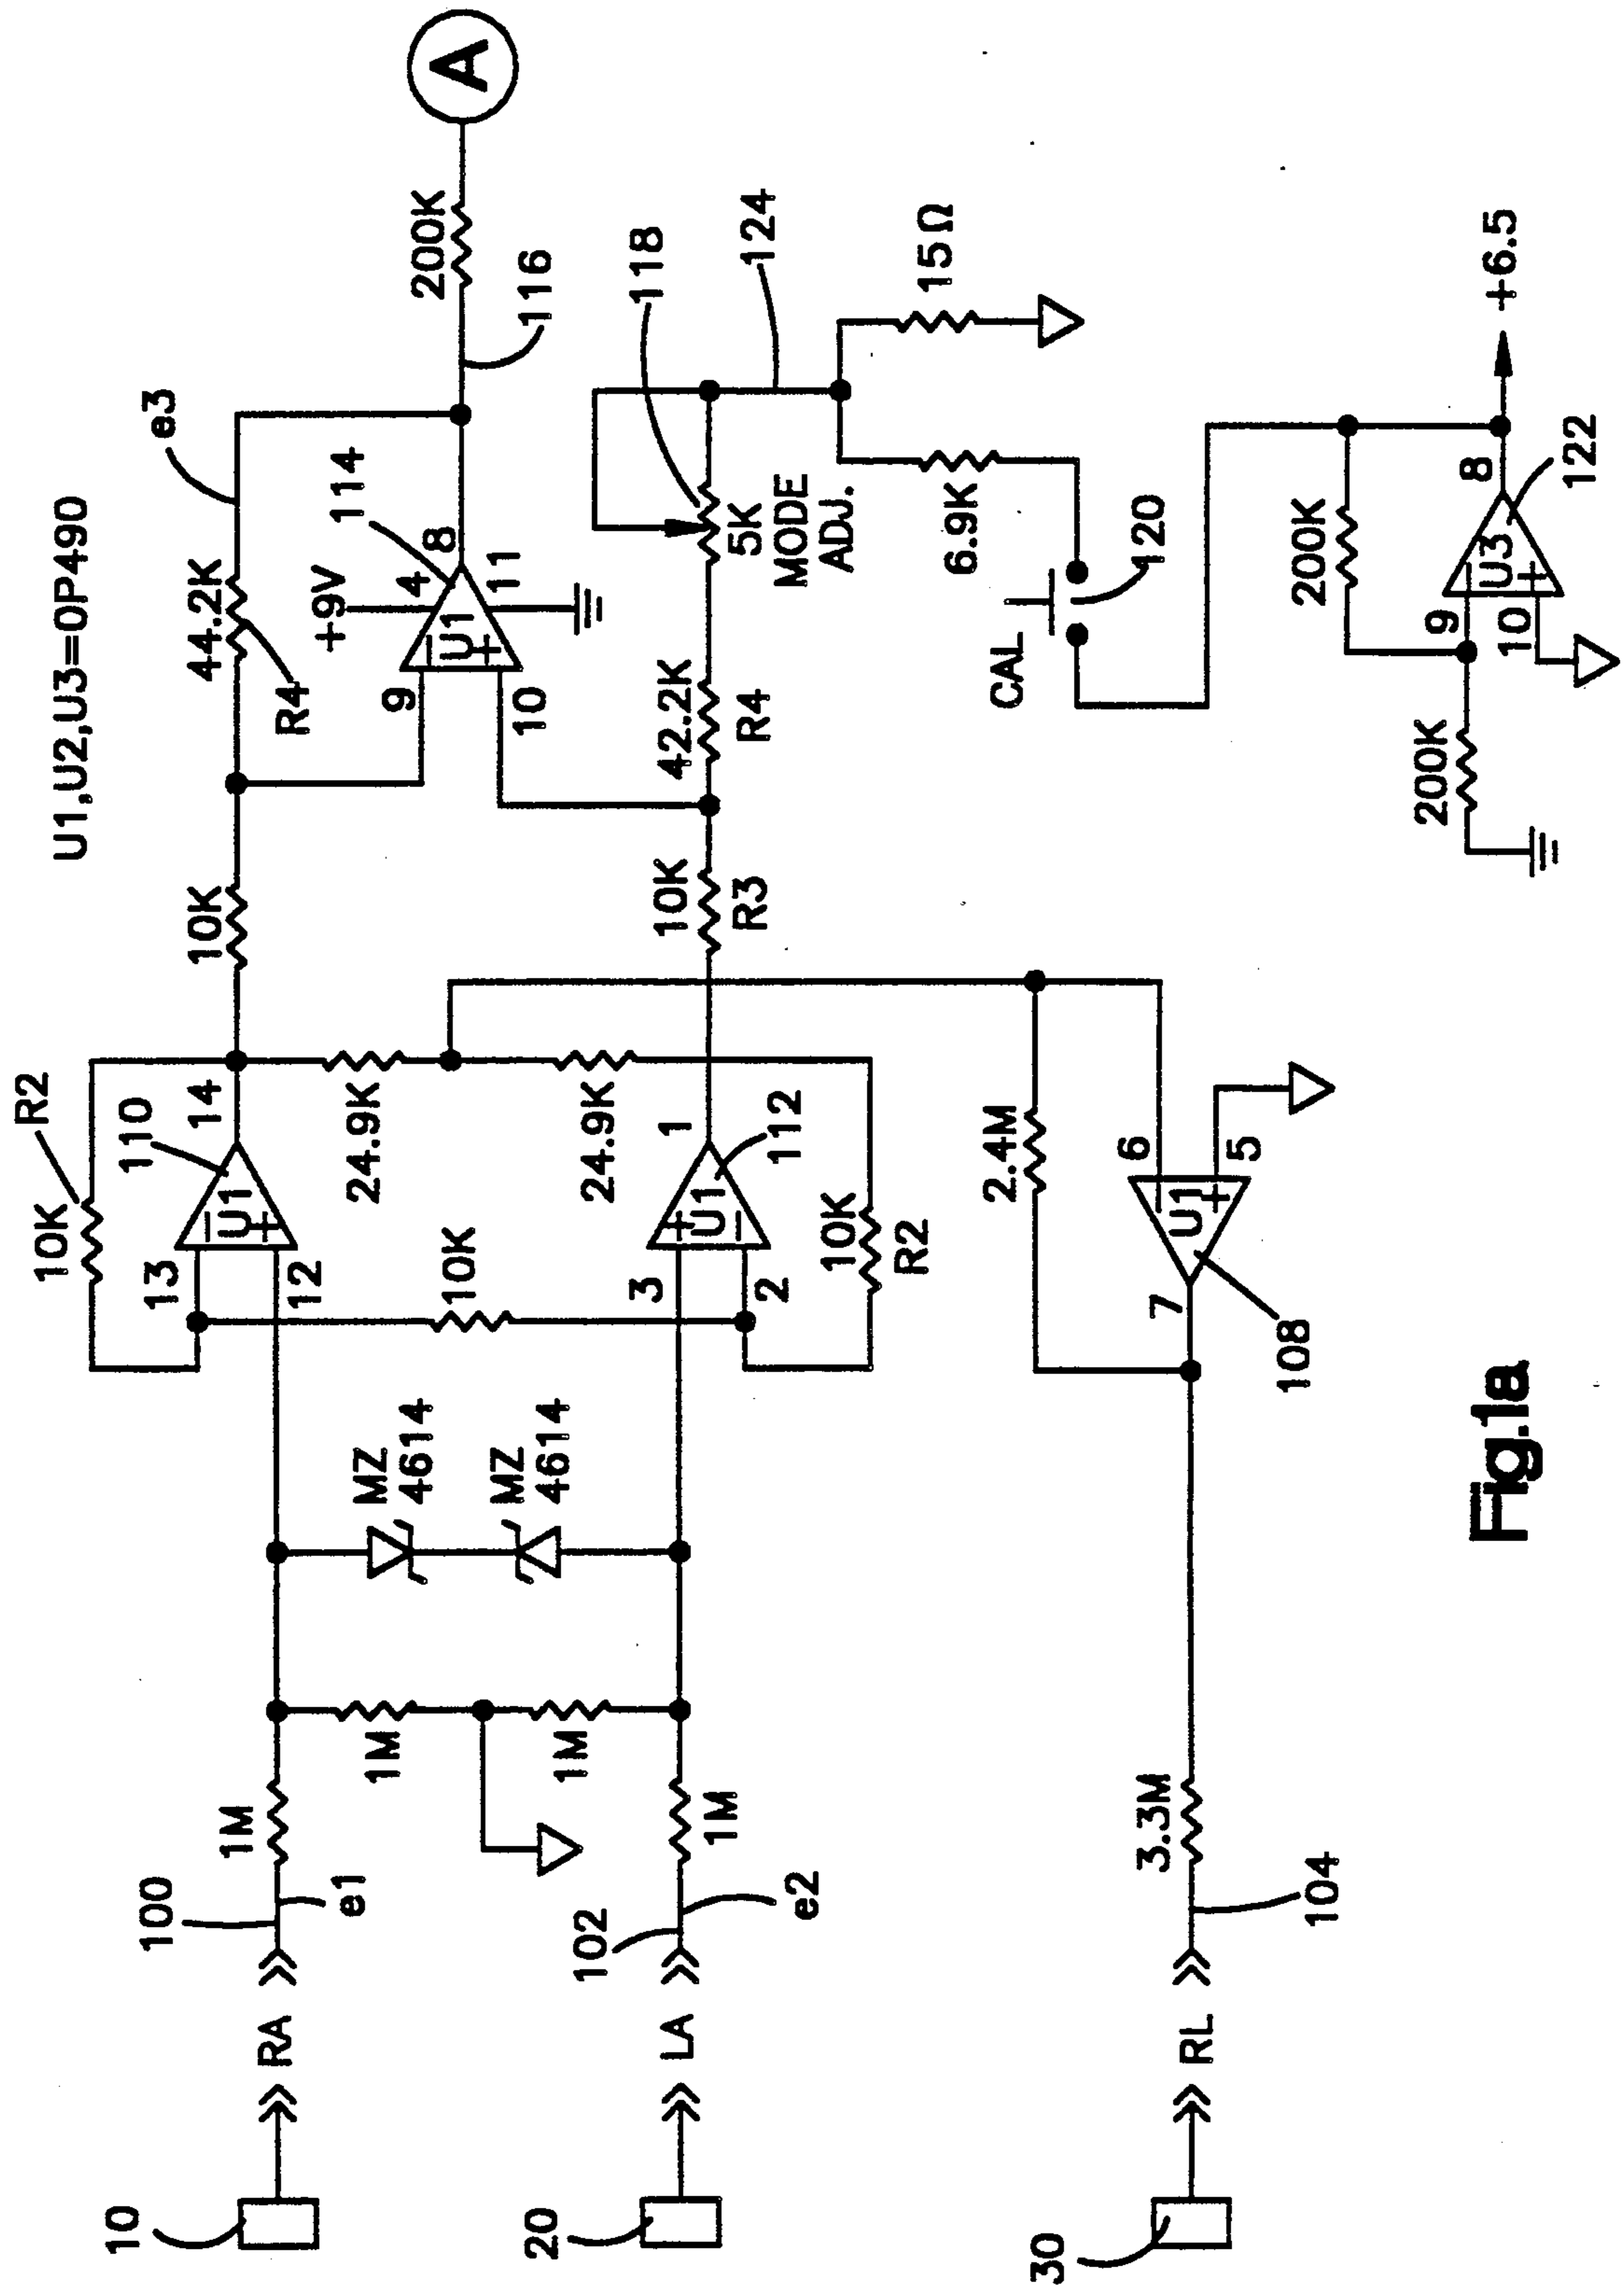 U1,U2,U3=OP490
R2
10K
13
12
110
U1
14
10K
44.2K
R4
e3
+9V
4
114
9
10
U1
8
11
200K
A
116
10
RA
100
e1
1M
1M
1M
MZ
4614
MZ
4614
10K
24.9K
24.9K
20
LA
102
e2
1M
3
2
U1
1
112
10K
R2
10K
R3
42.2K
R4
5K
MODE
ADJ.
118
124
15Ω
6.9K
CAL
120
30
RL
104
3.3M
2.4M
7
U1
6
5
108
200K
200K
9
10
U3
8
122
+6.5
Fig.1a